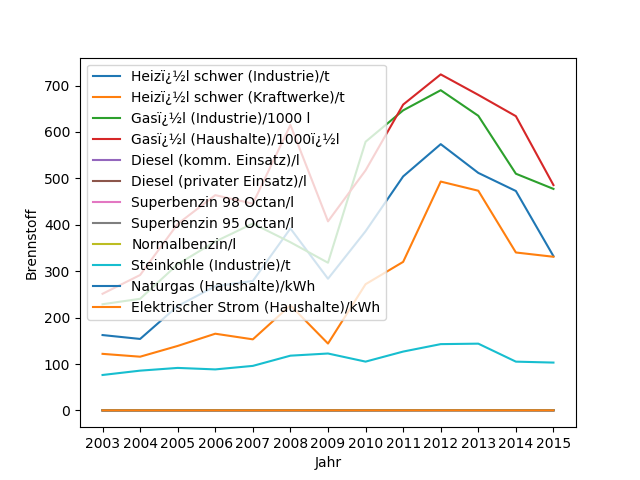 Heizï¿½l schwer (Industrie)/t
Heizï¿½l schwer (Kraftwerke)/t
Gasï¿½l (Industrie)/1000 l
Gasï¿½l (Haushalte)/1000ï¿½l
Diesel (komm. Einsatz)/l
Diesel (privater Einsatz)/l
Superbenzin 98 Octan/l
Superbenzin 95 Octan/l
Normalbenzin/l
Steinkohle (Industrie)/t
Naturgas (Haushalte)/kWh
Elektrischer Strom (Haushalte)/kWh
700
600
500
400
300
200
100
0
Brennstoff
2003 2004 2005 2006 2007 2008 2009 2010 2011 2012 2013 2014 2015
Jahr